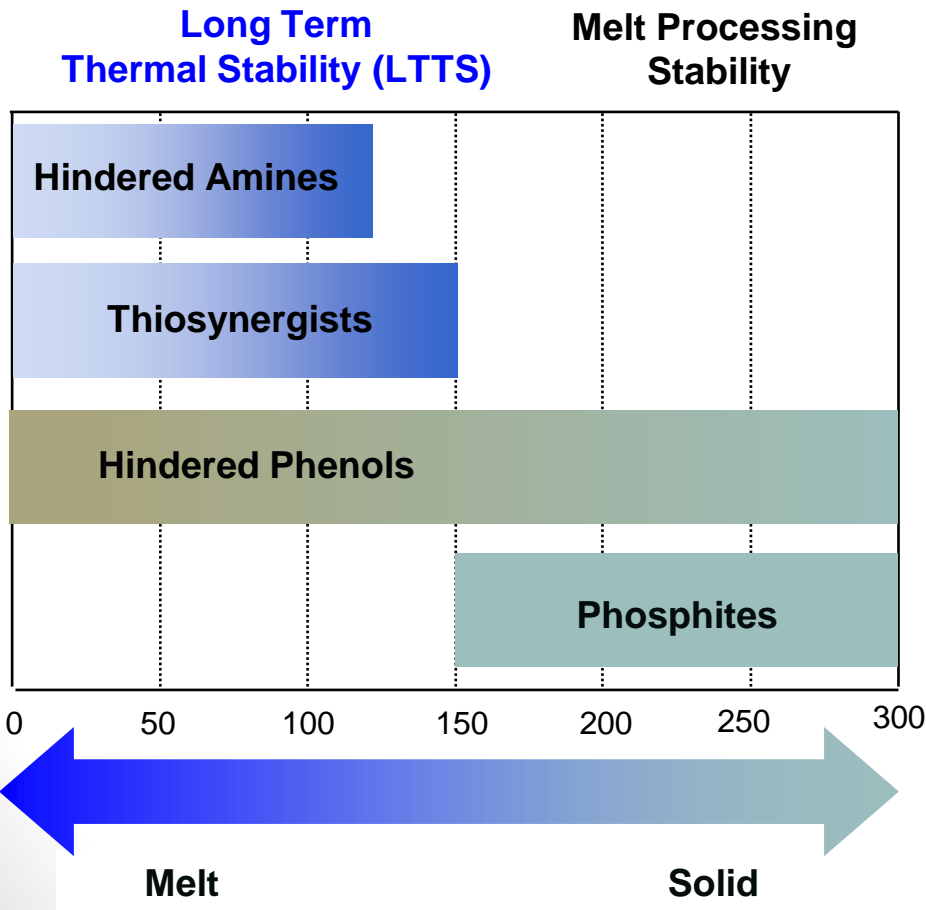 Long Term
Thermal Stability (LTTS)
Melt Processing
Stability
Hindered Amines
Thiosynergists
Hindered Phenols
Phosphites
0 50 100 150 200 250 300
Melt Solid